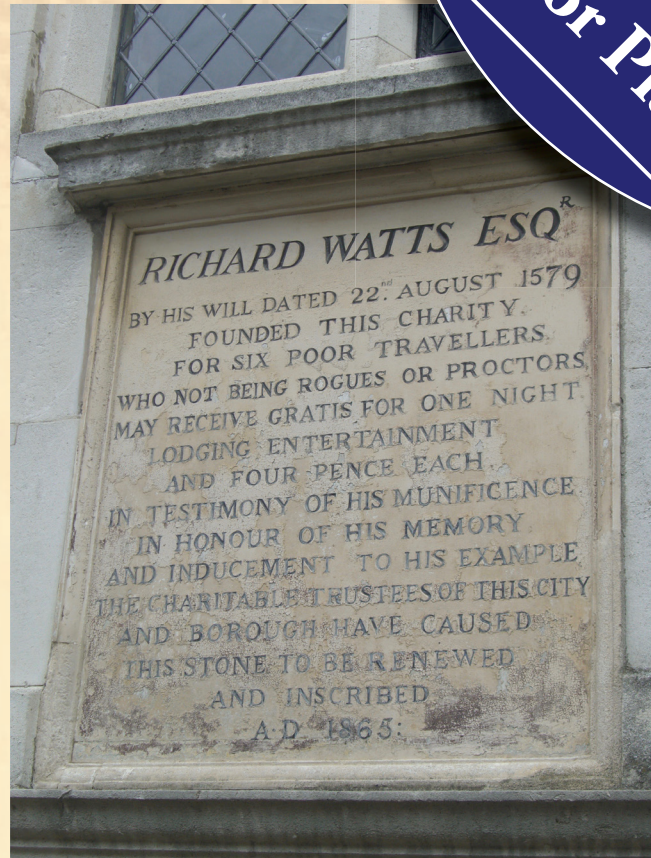 or Pl
RICHARD WATTS ESQR
BY HIS WILL DATED 22nd. AUGUST 1579
FOUNDED THIS CHARITY.
FOR SIX POOR TRAVELLERS.
WHO NOT BEING ROGUES OR PROCTORS
MAY RECEIVE GRATIS FOR ONE NIGHT.
LODGING ENTERTAINMENT
AND FOUR PENCE EACH.
IN TESTIMONY OF HIS MUNIFICENCE
IN HONOUR OF HIS MEMORY
AND INDUCEMENT TO HIS EXAMPLE
THE CHARITABLE TRUSTEES OF THIS CITY
AND BOROUGH HAVE CAUSED
THIS STONE TO BE RENEWED
AND INSCRIBED
A·D 1865: